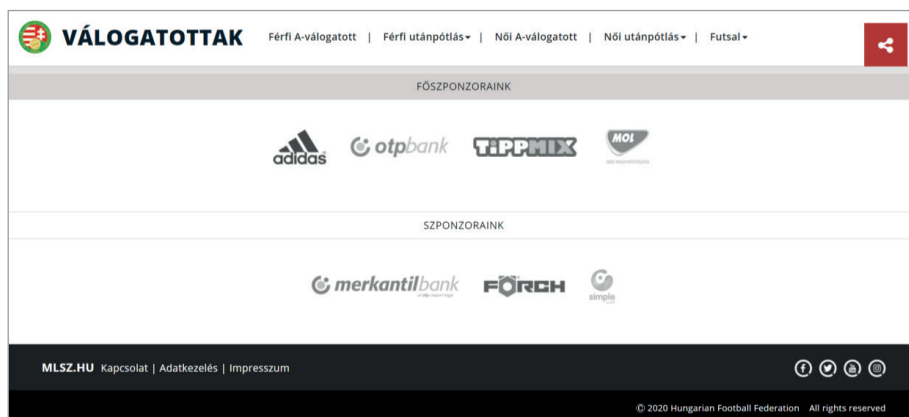 VÁLOGATOTTAK Férfi A-válogatott | Férfi utánpótlás | Női A-válogatott | Női utánpótlás | Futsal
FŐSZPONZORAINK
adidas otpbank TiPPMIX MOL
SZPONZORAINK
merkantilbank FÖRCH simple
MLSZ.HU Kapcsolat | Adatkezelés | Impresszum
© 2020 Hungarian Football Federation All rights reserved